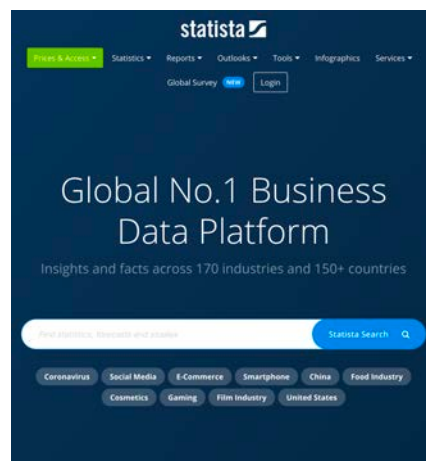 statista
Prices & Access Statistics Reports Outlooks Tools Infographics Services
Global Survey NEW Login
Global No.1 Business
Data Platform
Insights and facts across 170 industries and 150+ countries
Find statistics, forecasts and studies Statista Search
Coronavirus Social Media E-Commerce Smartphone China Food Industry
Cosmetics Gaming Film Industry United States